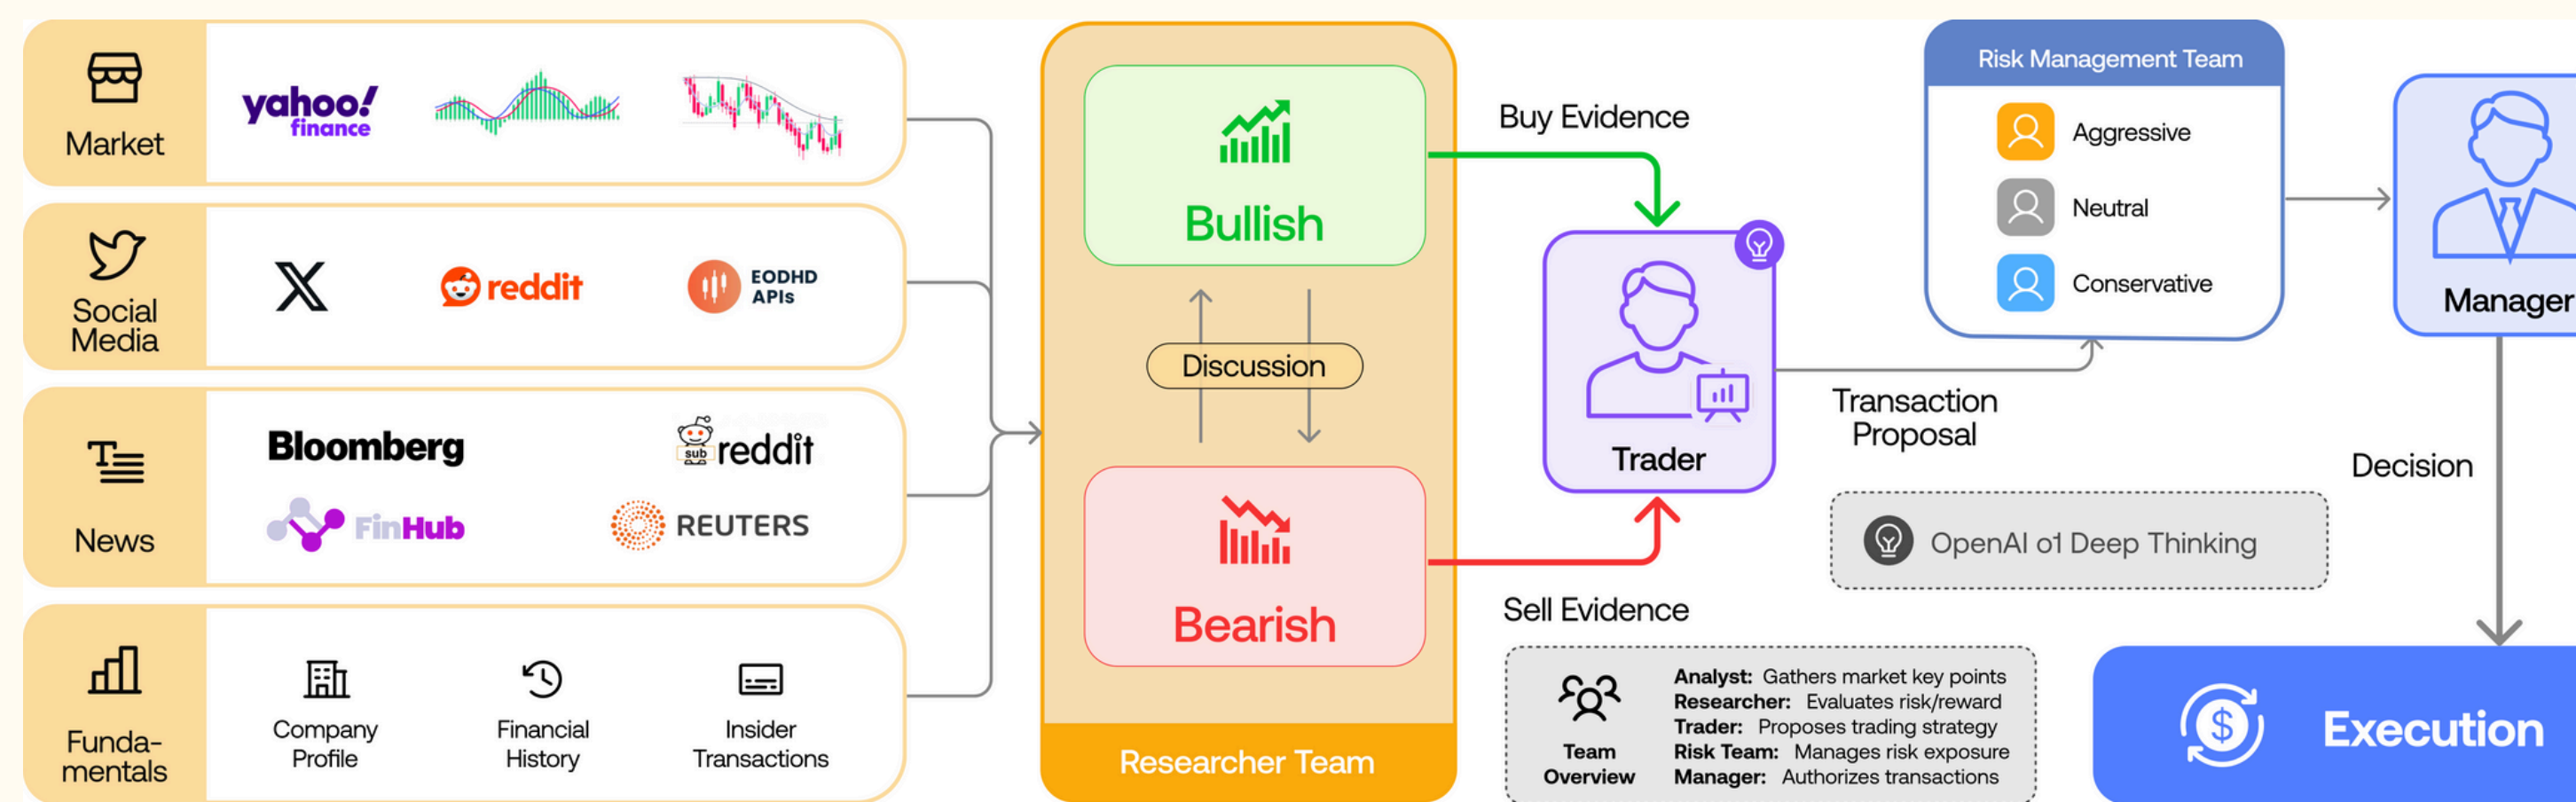 Market
yahoo!
finance
Social
Media
X
reddit
EODHD
APIs
News
Bloomberg
sub
reddit
FinHub
REUTERS
Funda-
mentals
Company
Profile
Financial
History
Insider
Transactions
Bullish
Discussion
Bearish
Researcher Team
Buy Evidence
Trader
Sell Evidence
Transaction
Proposal
Risk Management Team
Aggressive
Neutral
Conservative
Manager
Decision
OpenAI o1 Deep Thinking
Team
Overview
Analyst: Gathers market key points
Researcher: Evaluates risk/reward
Trader: Proposes trading strategy
Risk Team: Manages risk exposure
Manager: Authorizes transactions
$
Execution